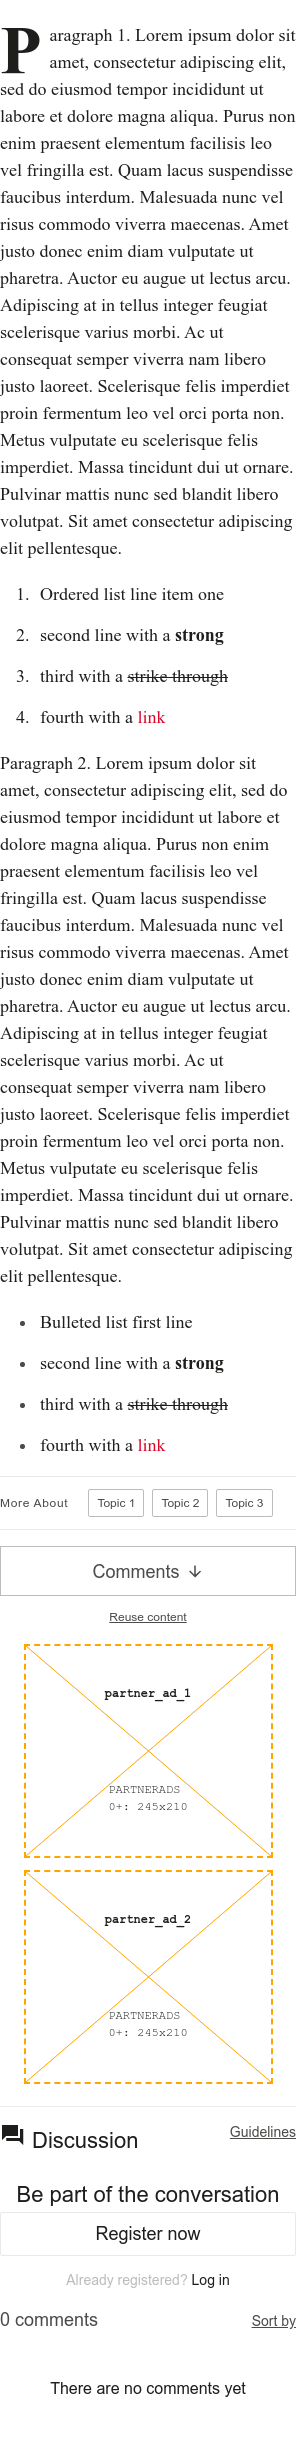 Paragraph 1. Lorem ipsum dolor sit
amet, consectetur adipiscing elit,
sed do eiusmod tempor incididunt ut
labore et dolore magna aliqua. Purus non
enim praesent elementum facilisis leo
vel fringilla est. Quam lacus suspendisse
faucibus interdum. Malesuada nunc vel
risus commodo viverra maecenas. Amet
justo donec enim diam vulputate ut
pharetra. Auctor eu augue ut lectus arcu.
Adipiscing at in tellus integer feugiat
scelerisque varius morbi. Ac ut
consequat semper viverra nam libero
justo laoreet. Scelerisque felis imperdiet
proin fermentum leo vel orci porta non.
Metus vulputate eu scelerisque felis
imperdiet. Massa tincidunt dui ut ornare.
Pulvinar mattis nunc sed blandit libero
volutpat. Sit amet consectetur adipiscing
elit pellentesque.
1. Ordered list line item one
2. second line with a strong
3. third with a strike through
4. fourth with a link
Paragraph 2. Lorem ipsum dolor sit
amet, consectetur adipiscing elit, sed do
eiusmod tempor incididunt ut labore et
dolore magna aliqua. Purus non enim
praesent elementum facilisis leo vel
fringilla est. Quam lacus suspendisse
faucibus interdum. Malesuada nunc vel
risus commodo viverra maecenas. Amet
justo donec enim diam vulputate ut
pharetra. Auctor eu augue ut lectus arcu.
Adipiscing at in tellus integer feugiat
scelerisque varius morbi. Ac ut
consequat semper viverra nam libero
justo laoreet. Scelerisque felis imperdiet
proin fermentum leo vel orci porta non.
Metus vulputate eu scelerisque felis
imperdiet. Massa tincidunt dui ut ornare.
Pulvinar mattis nunc sed blandit libero
volutpat. Sit amet consectetur adipiscing
elit pellentesque.
• Bulleted list first line
• second line with a strong
• third with a strike through
• fourth with a link
More About Topic 1 Topic 2 Topic 3
Comments ↓
Reuse content
partner_ad_1
PARTNERADS
0+: 245x210
partner_ad_2
PARTNERADS
0+: 245x210
Discussion Guidelines
Be part of the conversation
Register now
Already registered? Log in
0 comments Sort by
There are no comments yet